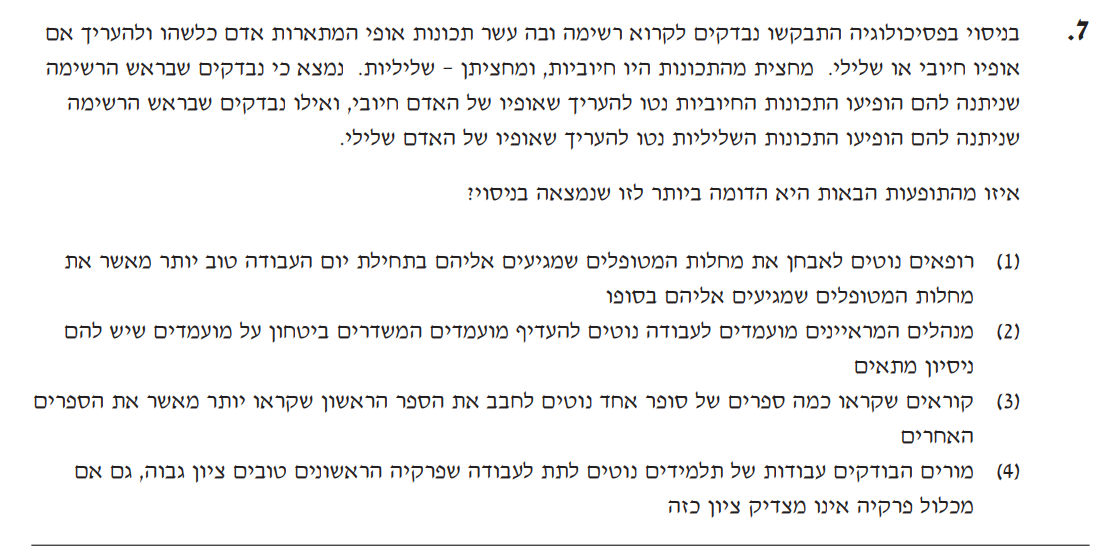 7. בניסוי בפסיכולוגיה התבקשו נבדקים לקרוא רשימה ובה עשר תכונות אופי המתארות אדם כלשהו ולהעריך אם
אופיו חיובי או שלילי. מחצית מהתכונות היו חיוביות, ומחציתן – שליליות. נמצא כי נבדקים שבראש הרשימה
שניתנה להם הופיעו התכונות החיוביות נטו להעריך שאופיו של האדם חיובי, ואילו נבדקים שבראש הרשימה
שניתנה להם הופיעו התכונות השליליות נטו להעריך שאופיו של האדם שלילי.
איזו מהתופעות הבאות היא הדומה ביותר לזו שנמצאה בניסוי?
(1) רופאים נוטים לאבחן את מחלות המטופלים שמגיעים אליהם בתחילת יום העבודה טוב יותר מאשר את
מחלות המטופלים שמגיעים אליהם בסופו
(2) מנהלים המראיינים מועמדים לעבודה נוטים להעדיף מועמדים המשדרים ביטחון על מועמדים שיש להם
ניסיון מתאים
(3) קוראים שקראו כמה ספרים של סופר אחד נוטים לחבב את הספר הראשון שקראו יותר מאשר את הספרים
האחרים
(4) מורים הבודקים עבודות של תלמידים נוטים לתת לעבודה שפרקיה הראשונים טובים ציון גבוה, גם אם
מכלול פרקיה אינו מצדיק ציון כזה